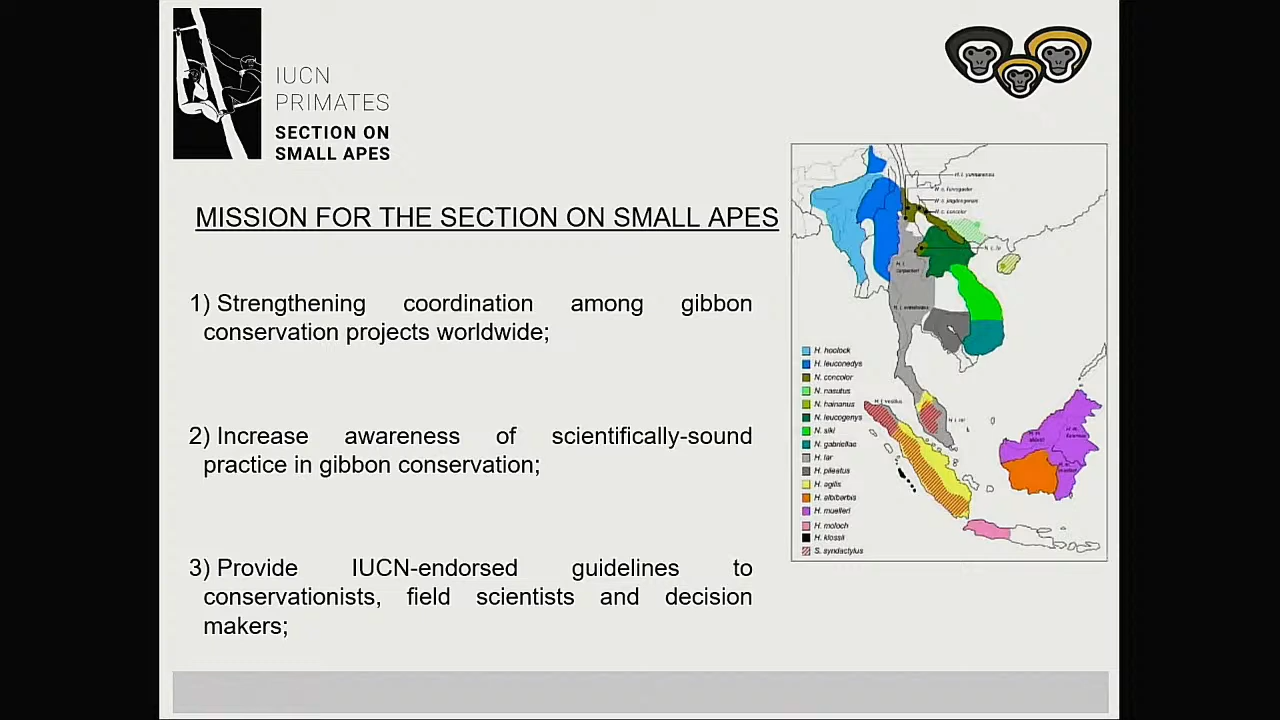 IUCN
PRIMATES
SECTION ON
SMALL APES
MISSION FOR THE SECTION ON SMALL APES
1) Strengthening coordination among gibbon
conservation projects worldwide;
2) Increase awareness of scientifically-sound
practice in gibbon conservation;
3) Provide IUCN-endorsed guidelines to
conservationists, field scientists and decision
makers;
H. hoolock
H. leuconedys
N. concolor
N. nasutus
N. hainanus
N. leucogenys
N. siki
N. gabriellae
H. lar
H. pileatus
H. agilis
H. albibarbis
H. muelleri
H. moloch
H. klossii
S. syndactylus